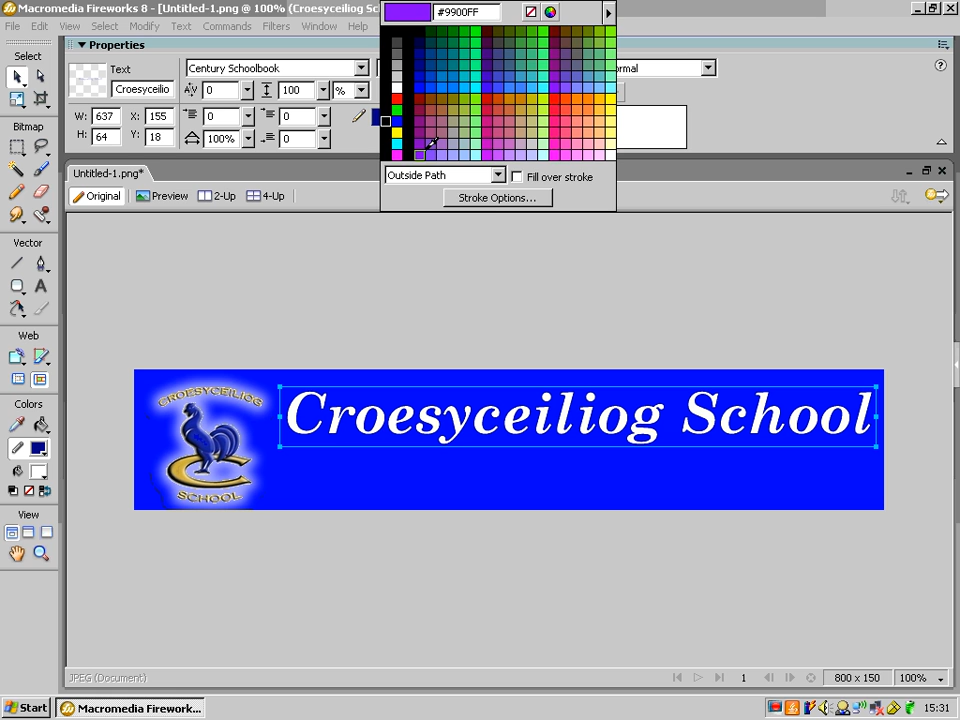 Macromedia Fireworks 8 - [Untitled-1.png @ 100% (Croesyceiliog Sc
#9900FF
File Edit View Select Modify Text Commands Filters Window Help
Select
Properties
Text
Century Schoolbook
ormal
Croesyceilio
0
100
%
W: 637
X: 155
0
0
H: 64
Y: 18
100%
0
Bitmap
Outside Path
Fill over stroke
Stroke Options...
Untitled-1.png*
Original
Preview
2-Up
4-Up
Vector
Web
Colors
View
CROESYCEILIOG
SCHOOL
Croesyceiliog School
JPEG (Document)
1
800 x 150
100%
Start
Macromedia Firework...
15:31